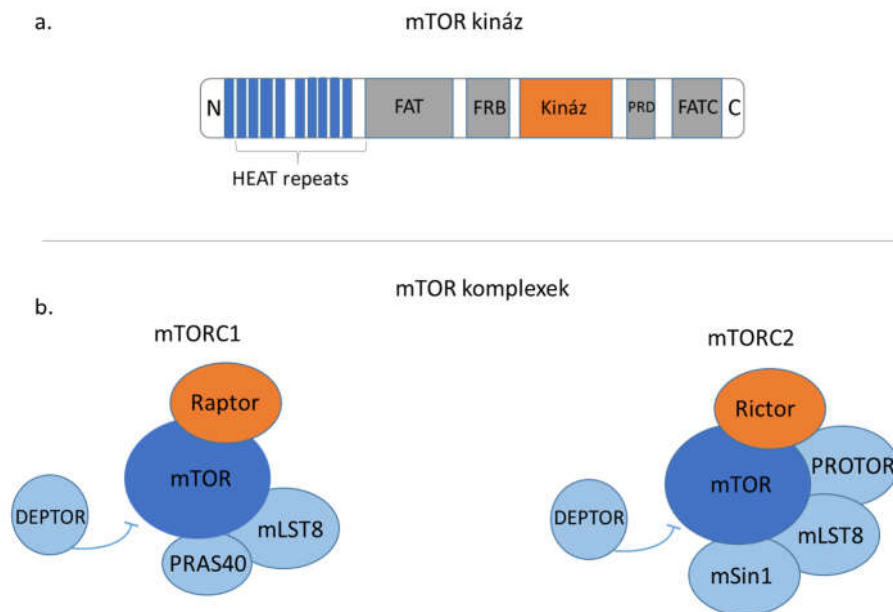 a.
mTOR kináz
N
FAT
FRB
Kináz
PRD
FATC
C
HEAT repeats
mTOR komplexek
b.
mTORC1
mTORC2
Raptor
mTOR
DEPTOR
mLST8
PRAS40
Rictor
PROTOR
mTOR
DEPTOR
mLST8
mSin1